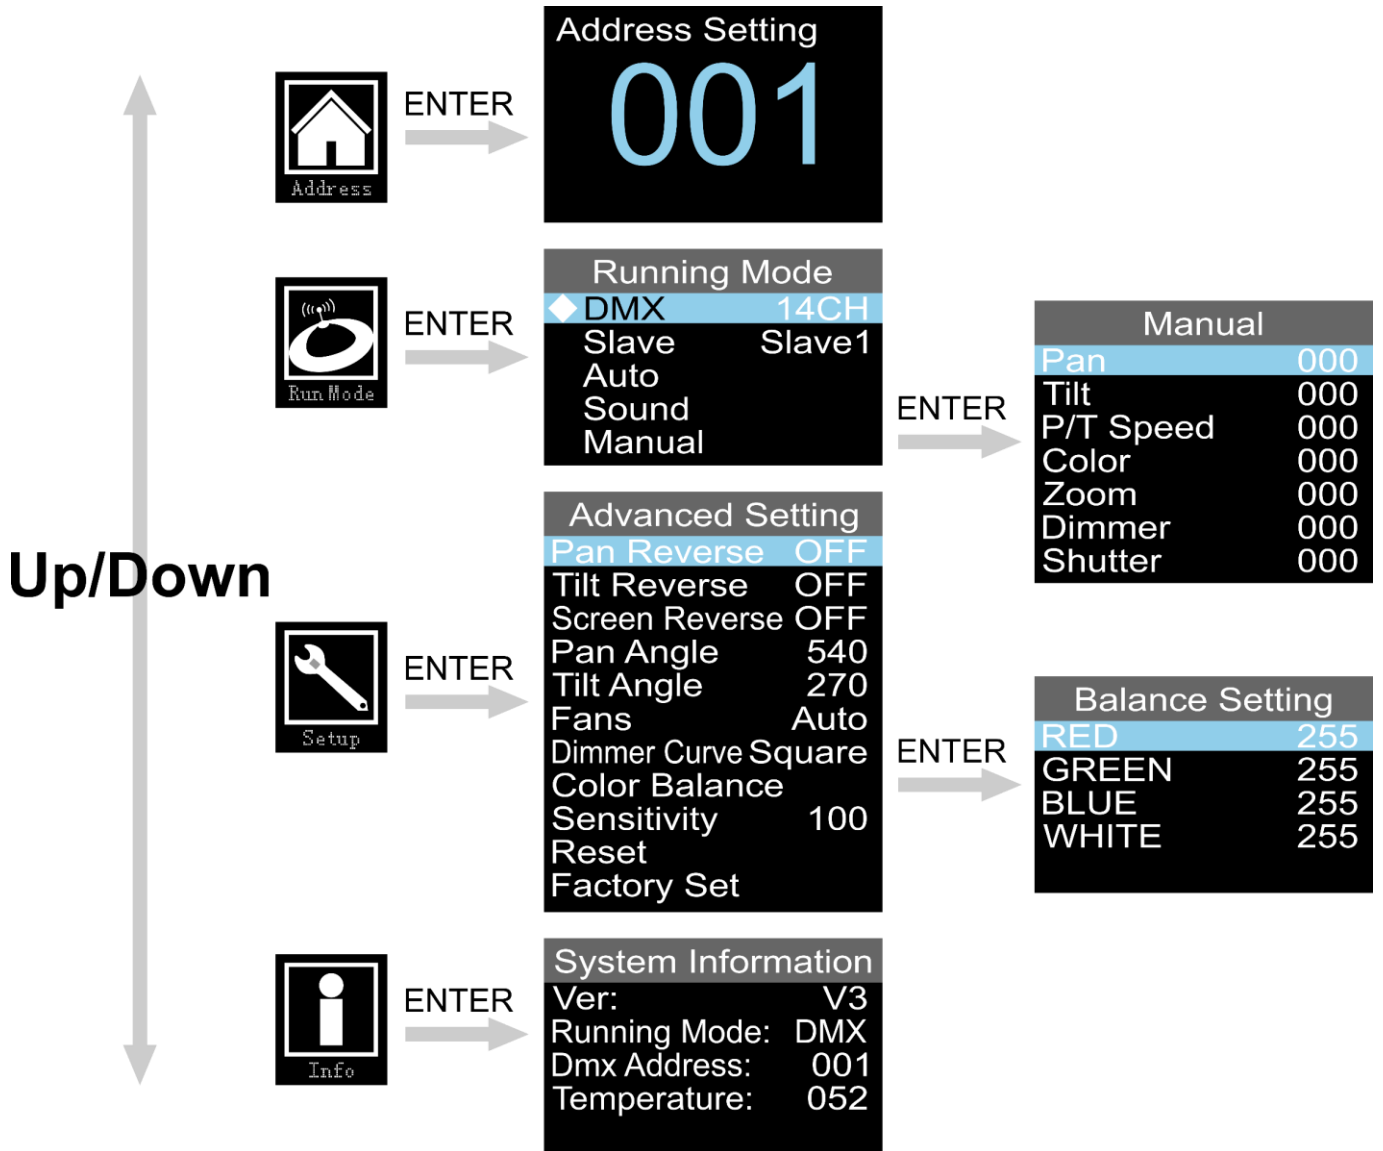 Up/Down
Address
ENTER
Address Setting
001
Run Mode
ENTER
Running Mode
DMX 14CH
Slave Slave1
Auto
Sound
Manual
ENTER
Manual
Pan 000
Tilt 000
P/T Speed 000
Color 000
Zoom 000
Dimmer 000
Shutter 000
Setup
ENTER
Advanced Setting
Pan Reverse OFF
Tilt Reverse OFF
Screen Reverse OFF
Pan Angle 540
Tilt Angle 270
Fans Auto
Dimmer Curve Square
Color Balance
Sensitivity 100
Reset
Factory Set
ENTER
Balance Setting
RED 255
GREEN 255
BLUE 255
WHITE 255
Info
ENTER
System Information
Ver: V3
Running Mode: DMX
Dmx Address: 001
Temperature: 052